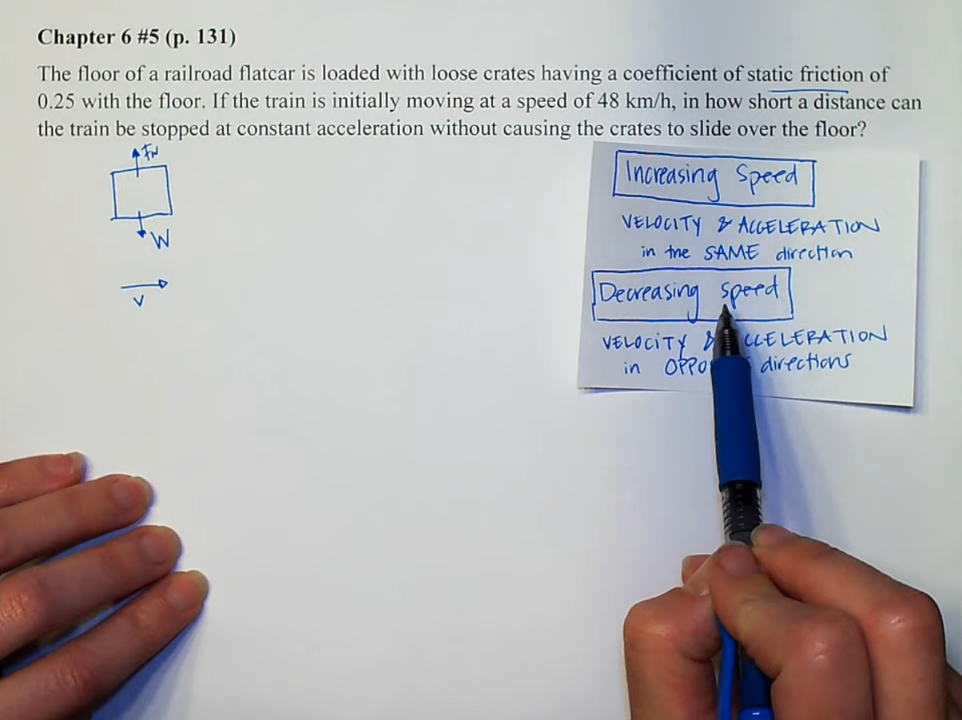 Chapter 6 #5 (p. 131)
The floor of a railroad flatcar is loaded with loose crates having a coefficient of static friction of
0.25 with the floor. If the train is initially moving at a speed of 48 km/h, in how short a distance can
the train be stopped at constant acceleration without causing the crates to slide over the floor?
FN
W
v
Increasing Speed
VELOCITY & ACCELERATION
in the SAME direction
Decreasing Speed
VELOCITY
in directions